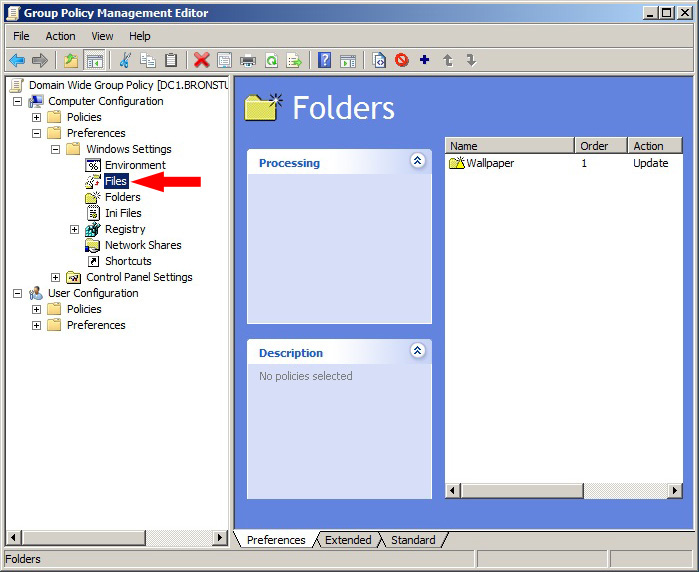 Group Policy Management Editor
File Action View Help
Domain Wide Group Policy [DC1.BRONSTU
Computer Configuration
Policies
Preferences
Windows Settings
Environment
Files
Folders
Ini Files
Registry
Network Shares
Shortcuts
Control Panel Settings
User Configuration
Policies
Preferences
Folders
Processing
Description
No policies selected
Name Order Action
Wallpaper 1 Update
Preferences Extended Standard
Folders